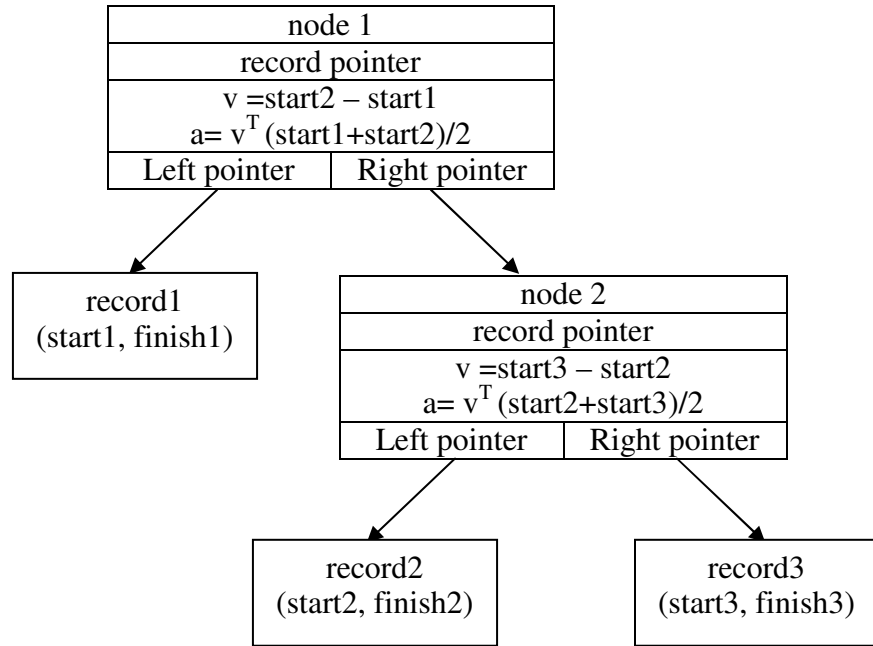 node 1
record pointer
v =start2 – start1
a= v^T (start1+start2)/2
Left pointer Right pointer
record1
(start1, finish1)
node 2
record pointer
v =start3 – start2
a= v^T (start2+start3)/2
Left pointer Right pointer
record2
(start2, finish2)
record3
(start3, finish3)